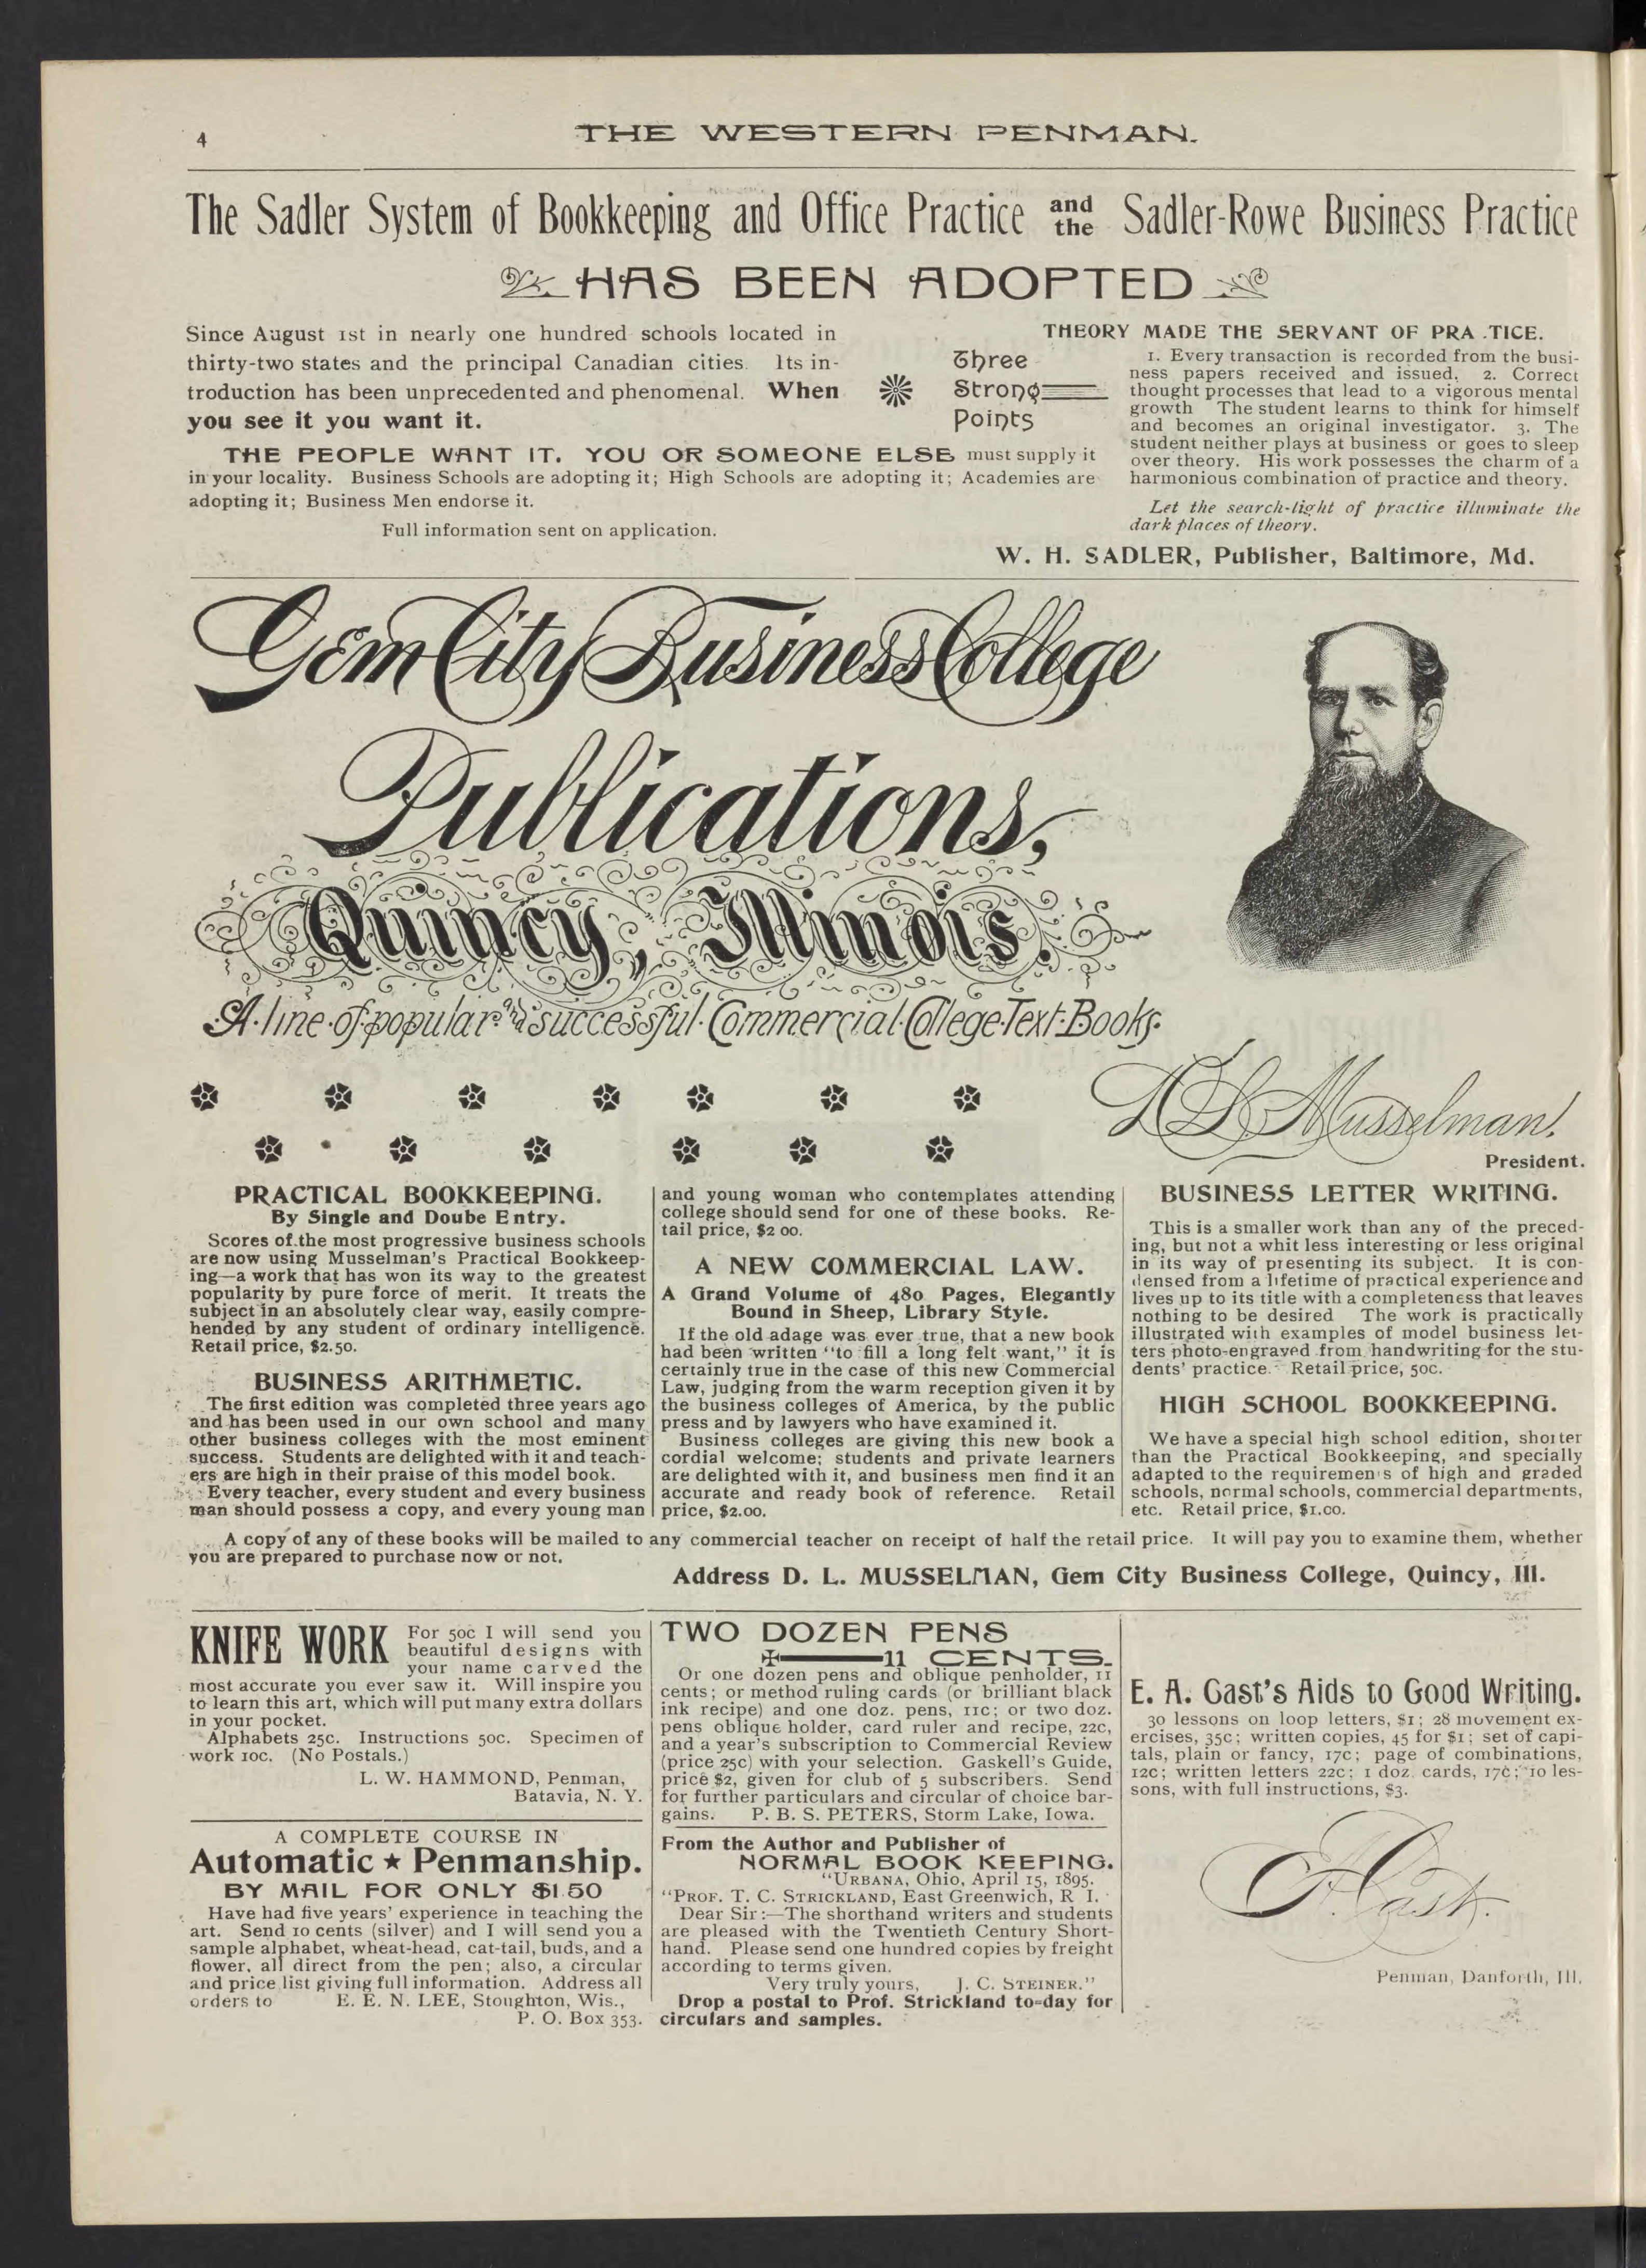 4
THE WESTERN PENMAN.
The Sadler System of Bookkeeping and Office Practice and the Sadler-Rowe Business Practice
HAS BEEN ADOPTED
Since August 1st in nearly one hundred schools located in
thirty-two states and the principal Canadian cities. Its in-
troduction has been unprecedented and phenomenal. When
you see it you want it.
Three
Strong
Points
THE PEOPLE WANT IT. YOU OR SOMEONE ELSE must supply it
in your locality. Business Schools are adopting it; High Schools are adopting it; Academies are
adopting it; Business Men endorse it.
Full information sent on application.
THEORY MADE THE SERVANT OF PRA .TICE.
1. Every transaction is recorded from the busi-
ness papers received and issued. 2. Correct
thought processes that lead to a vigorous mental
growth The student learns to think for himself
and becomes an original investigator. 3. The
student neither plays at business or goes to sleep
over theory. His work possesses the charm of a
harmonious combination of practice and theory.
Let the search-light of practice illuminate the
dark places of theory.
W. H. SADLER, Publisher, Baltimore, Md.
Gem City Business College
Publications,
Quincy, Illinois.
A line of popular and successful Commercial College Text Books.
D L Musselman.
President.
PRACTICAL BOOKKEEPING.
By Single and Doube Entry.
Scores of the most progressive business schools
are now using Musselman's Practical Bookkeep-
ing—a work that has won its way to the greatest
popularity by pure force of merit. It treats the
subject in an absolutely clear way, easily compre-
hended by any student of ordinary intelligence.
Retail price, $2.50.
BUSINESS ARITHMETIC.
The first edition was completed three years ago
and has been used in our own school and many
other business colleges with the most eminent
success. Students are delighted with it and teach-
ers are high in their praise of this model book.
Every teacher, every student and every business
man should possess a copy, and every young man
and young woman who contemplates attending
college should send for one of these books. Re-
tail price, $2 00.
A NEW COMMERCIAL LAW.
A Grand Volume of 480 Pages, Elegantly
Bound in Sheep, Library Style.
If the old adage was ever true, that a new book
had been written "to fill a long felt want," it is
certainly true in the case of this new Commercial
Law, judging from the warm reception given it by
the business colleges of America, by the public
press and by lawyers who have examined it.
Business colleges are giving this new book a
cordial welcome; students and private learners
are delighted with it, and business men find it an
accurate and ready book of reference. Retail
price, $2.00.
BUSINESS LETTER WRITING.
This is a smaller work than any of the preced-
ing, but not a whit less interesting or less original
in its way of presenting its subject. It is con-
densed from a lifetime of practical experience and
lives up to its title with a completeness that leaves
nothing to be desired The work is practically
illustrated with examples of model business let-
ters photo-engraved from handwriting for the stu-
dents' practice. Retail price, 50c.
HIGH SCHOOL BOOKKEEPING.
We have a special high school edition, shorter
than the Practical Bookkeeping, and specially
adapted to the requiremen's of high and graded
schools, normal schools, commercial departments,
etc. Retail price, $1.00.
A copy of any of these books will be mailed to any commercial teacher on receipt of half the retail price. It will pay you to examine them, whether
you are prepared to purchase now or not.
Address D. L. MUSSELMAN, Gem City Business College, Quincy, Ill.
KNIFE WORK
For 50c I will send you
beautiful designs with
your name carved the
most accurate you ever saw it. Will inspire you
to learn this art, which will put many extra dollars
in your pocket.
Alphabets 25c. Instructions 50c. Specimen of
work 10c. (No Postals.)
L. W. HAMMOND, Penman,
Batavia, N. Y.
A COMPLETE COURSE IN
Automatic ★ Penmanship.
BY MAIL FOR ONLY $1 50
Have had five years' experience in teaching the
art. Send 10 cents (silver) and I will send you a
sample alphabet, wheat-head, cat-tail, buds, and a
flower, all direct from the pen; also, a circular
and price list giving full information. Address all
orders to E. E. N. LEE, Stoughton, Wis.,
P. O. Box 353.
TWO DOZEN PENS
11 CENTS.
Or one dozen pens and oblique penholder, 11
cents; or method ruling cards (or brilliant black
ink recipe) and one doz. pens, 11c; or two doz.
pens oblique holder, card ruler and recipe, 22c,
and a year's subscription to Commercial Review
(price 25c) with your selection. Gaskell's Guide,
price $2, given for club of 5 subscribers. Send
for further particulars and circular of choice bar-
gains. P. B. S. PETERS, Storm Lake, Iowa.
From the Author and Publisher of
NORMAL BOOK KEEPING.
"URBANA, Ohio, April 15, 1895.
"PROF. T. C. STRICKLAND, East Greenwich, R I.
Dear Sir:—The shorthand writers and students
are pleased with the Twentieth Century Short-
hand. Please send one hundred copies by freight
according to terms given.
Very truly yours, J. C. STEINER."
Drop a postal to Prof. Strickland to-day for
circulars and samples.
E. A. Cast's Aids to Good Writing.
30 lessons on loop letters, $1; 28 movement ex-
ercises, 35c; written copies, 45 for $1; set of capi-
tals, plain or fancy, 17c; page of combinations,
12c; written letters 22c; 1 doz. cards, 17c; 10 les-
sons, with full instructions, $3.
Cast.
Penman, Danforth, Ill.